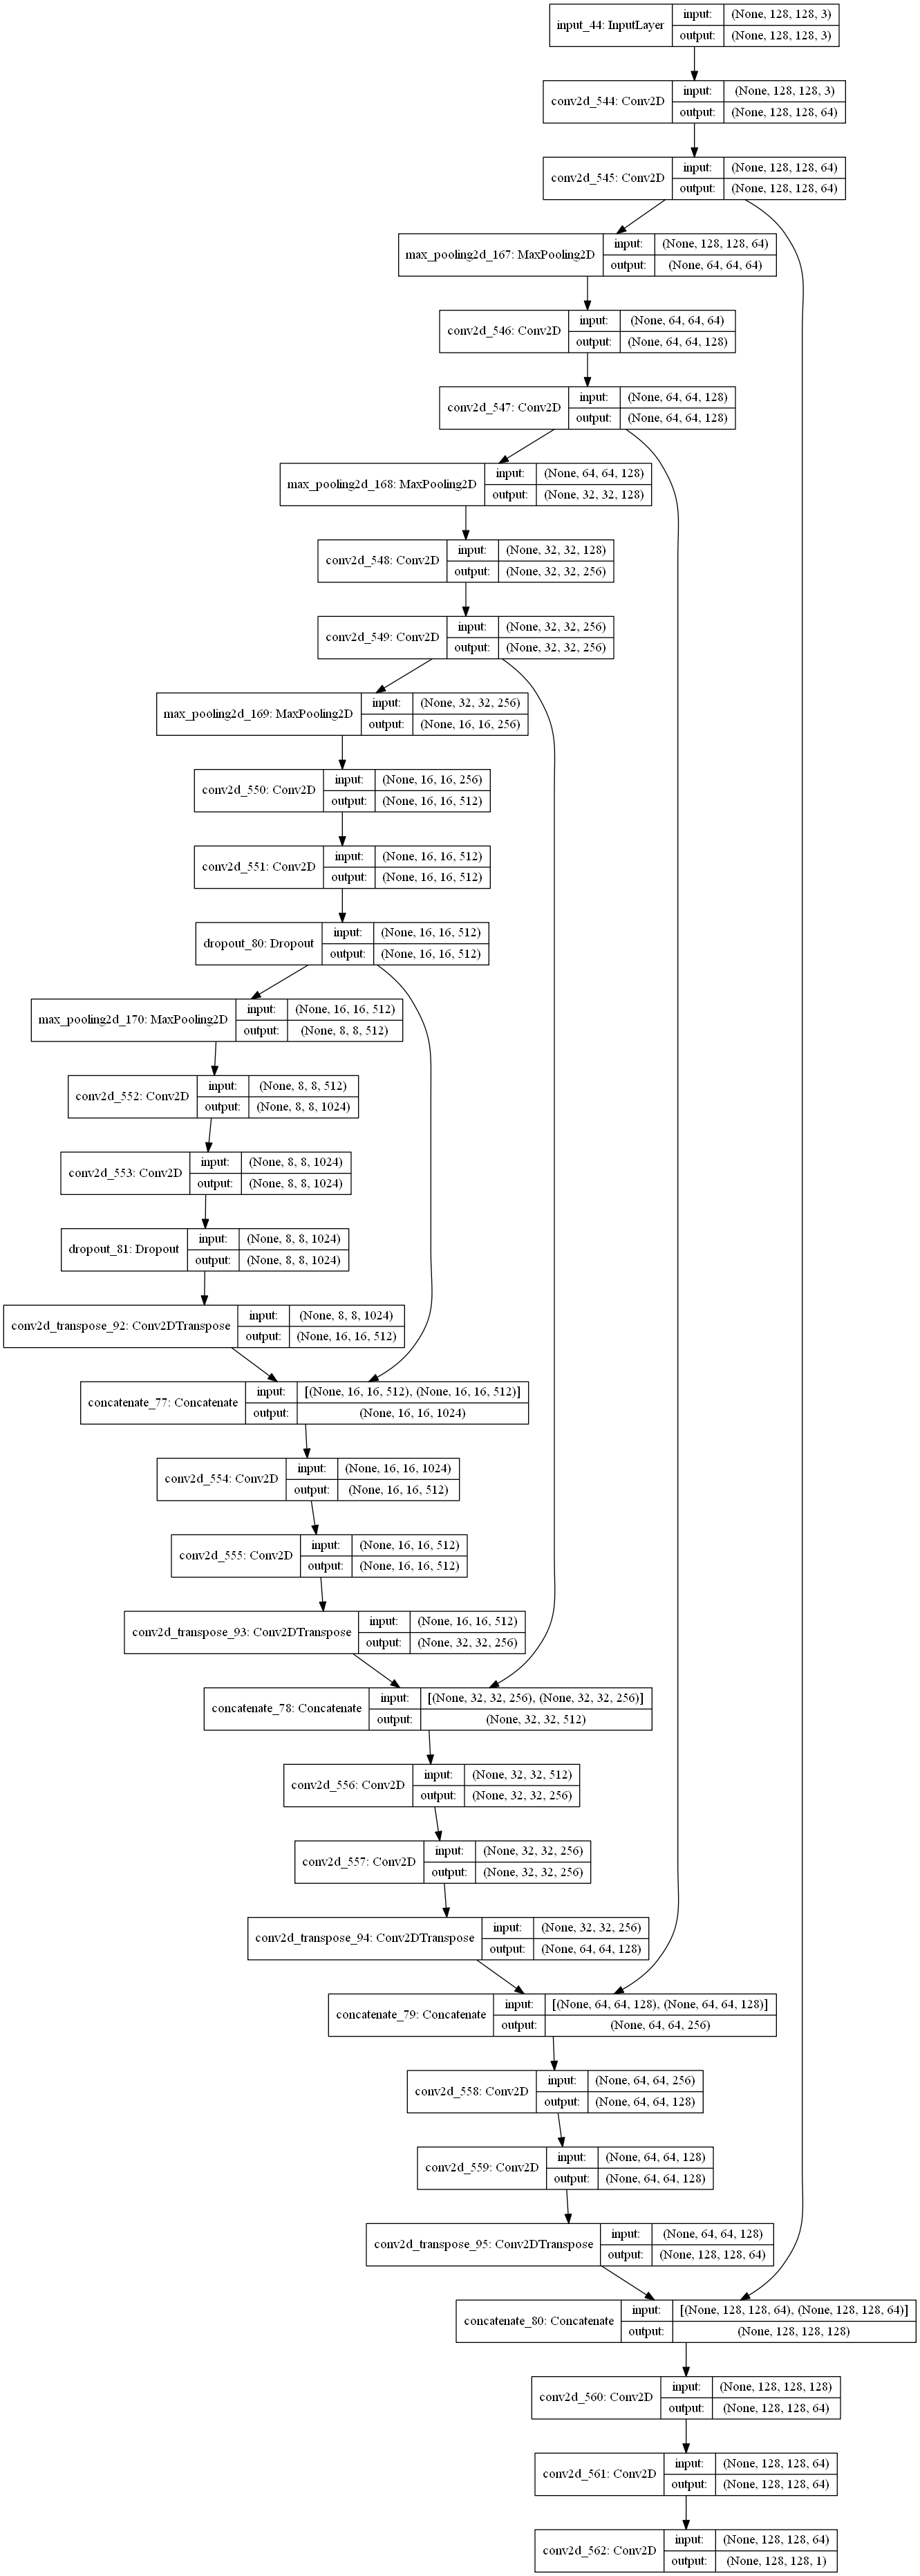 input_44: InputLayer
input: (None, 128, 128, 3)
output: (None, 128, 128, 3)
conv2d_544: Conv2D
input: (None, 128, 128, 3)
output: (None, 128, 128, 64)
conv2d_545: Conv2D
input: (None, 128, 128, 64)
output: (None, 128, 128, 64)
max_pooling2d_167: MaxPooling2D
input: (None, 128, 128, 64)
output: (None, 64, 64, 64)
conv2d_546: Conv2D
input: (None, 64, 64, 64)
output: (None, 64, 64, 128)
conv2d_547: Conv2D
input: (None, 64, 64, 128)
output: (None, 64, 64, 128)
max_pooling2d_168: MaxPooling2D
input: (None, 64, 64, 128)
output: (None, 32, 32, 128)
conv2d_548: Conv2D
input: (None, 32, 32, 128)
output: (None, 32, 32, 256)
conv2d_549: Conv2D
input: (None, 32, 32, 256)
output: (None, 32, 32, 256)
max_pooling2d_169: MaxPooling2D
input: (None, 32, 32, 256)
output: (None, 16, 16, 256)
conv2d_550: Conv2D
input: (None, 16, 16, 256)
output: (None, 16, 16, 512)
conv2d_551: Conv2D
input: (None, 16, 16, 512)
output: (None, 16, 16, 512)
dropout_80: Dropout
input: (None, 16, 16, 512)
output: (None, 16, 16, 512)
max_pooling2d_170: MaxPooling2D
input: (None, 16, 16, 512)
output: (None, 8, 8, 512)
conv2d_552: Conv2D
input: (None, 8, 8, 512)
output: (None, 8, 8, 1024)
conv2d_553: Conv2D
input: (None, 8, 8, 1024)
output: (None, 8, 8, 1024)
dropout_81: Dropout
input: (None, 8, 8, 1024)
output: (None, 8, 8, 1024)
conv2d_transpose_92: Conv2DTranspose
input: (None, 8, 8, 1024)
output: (None, 16, 16, 512)
concatenate_77: Concatenate
input: [(None, 16, 16, 512), (None, 16, 16, 512)]
output: (None, 16, 16, 1024)
conv2d_554: Conv2D
input: (None, 16, 16, 1024)
output: (None, 16, 16, 512)
conv2d_555: Conv2D
input: (None, 16, 16, 512)
output: (None, 16, 16, 512)
conv2d_transpose_93: Conv2DTranspose
input: (None, 16, 16, 512)
output: (None, 32, 32, 256)
concatenate_78: Concatenate
input: [(None, 32, 32, 256), (None, 32, 32, 256)]
output: (None, 32, 32, 512)
conv2d_556: Conv2D
input: (None, 32, 32, 512)
output: (None, 32, 32, 256)
conv2d_557: Conv2D
input: (None, 32, 32, 256)
output: (None, 32, 32, 256)
conv2d_transpose_94: Conv2DTranspose
input: (None, 32, 32, 256)
output: (None, 64, 64, 128)
concatenate_79: Concatenate
input: [(None, 64, 64, 128), (None, 64, 64, 128)]
output: (None, 64, 64, 256)
conv2d_558: Conv2D
input: (None, 64, 64, 256)
output: (None, 64, 64, 128)
conv2d_559: Conv2D
input: (None, 64, 64, 128)
output: (None, 64, 64, 128)
conv2d_transpose_95: Conv2DTranspose
input: (None, 64, 64, 128)
output: (None, 128, 128, 64)
concatenate_80: Concatenate
input: [(None, 128, 128, 64), (None, 128, 128, 64)]
output: (None, 128, 128, 128)
conv2d_560: Conv2D
input: (None, 128, 128, 128)
output: (None, 128, 128, 64)
conv2d_561: Conv2D
input: (None, 128, 128, 64)
output: (None, 128, 128, 64)
conv2d_562: Conv2D
input: (None, 128, 128, 64)
output: (None, 128, 128, 1)